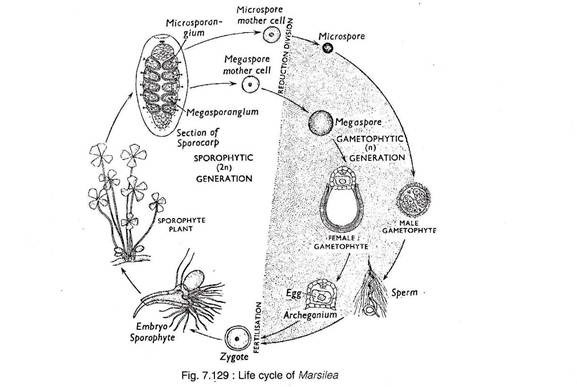 Microspore
mother cell
Microsporan-
gium
Microspore
REDUCTION DIVISION
Megaspore
mother cell
Megasporangium
Megaspore
Section of
Sporocarp
GAMETOPHYTIC
(n)
GENERATION
SPOROPHYTIC
(2n)
GENERATION
SPOROPHYTE
PLANT
FEMALE
GAMETOPHYTE
MALE
GAMETOPHYTE
Egg
Archegonium
Sperm
Embryo
Sporophyte
FERTILISATION
Zygote
Fig. 7.129 : Life cycle of Marsilea